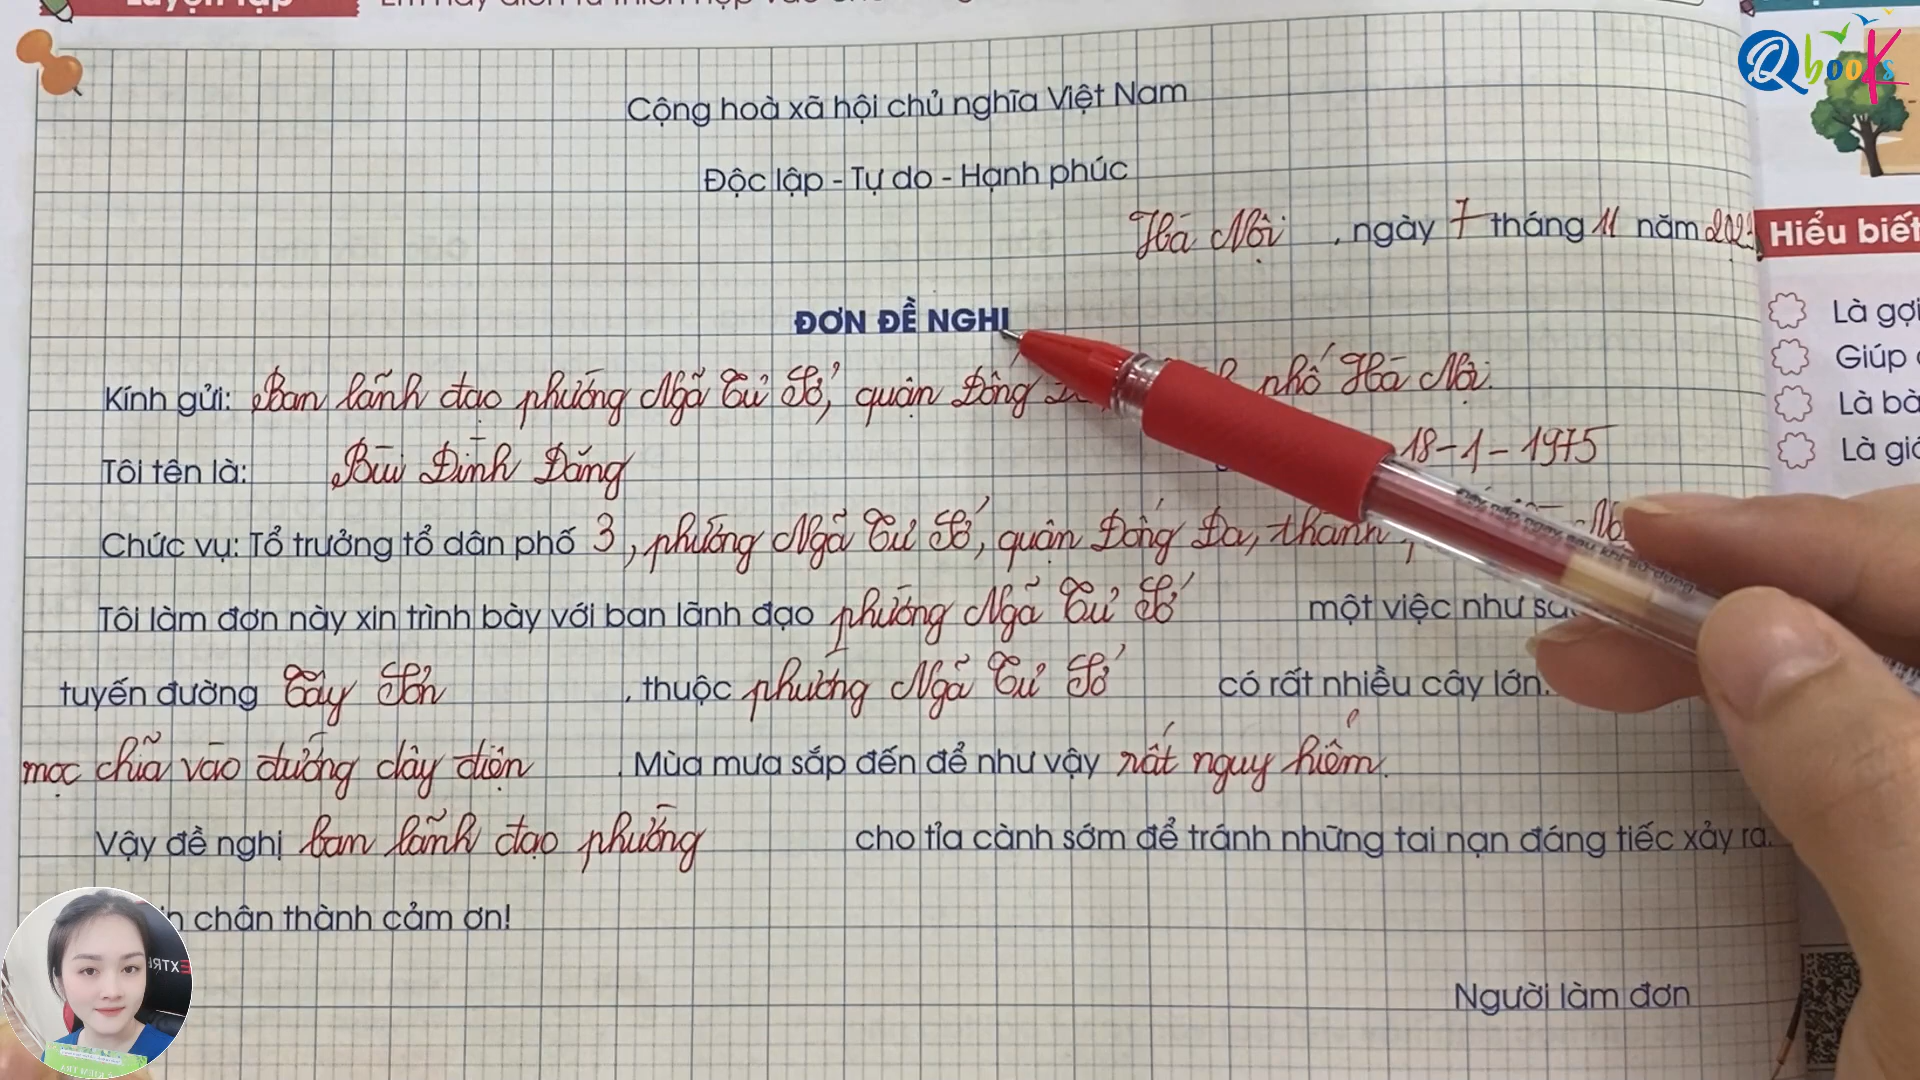 Luyện tập
Qbooks
Cộng hoà xã hội chủ nghĩa Việt Nam
Độc lập - Tự do - Hạnh phúc
Hà Nội , ngày 7 tháng 11 năm
ĐƠN ĐỀ NGHỊ
Kính gửi: Ban lãnh đạo phường Ngã Tư Sở, quận Đống phố Hà Nội.
Tôi tên là: Bùi Đình Đăng 18-1-1975
Chức vụ: Tổ trưởng tổ dân phố 3, phường Ngã Tư Sở, quận Đống Đa, thành
Tôi làm đơn này xin trình bày với ban lãnh đạo phường Ngã Tư Sở một việc như
tuyến đường Tây Sơn , thuộc phường Ngã Tư Sở có rất nhiều cây lớn.
mọc chĩa vào đường dây điện . Mùa mưa sắp đến để như vậy rất nguy hiểm.
Vậy đề nghị ban lãnh đạo phường cho tỉa cành sớm để tránh những tai nạn đáng tiếc xảy ra.
chân thành cảm ơn!
Người làm đơn
Hiểu biết
Là gợi
Giúp
Là bà
Là